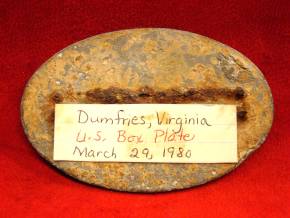 Dumfries, Virginia
U.S. Box Plate
March 29, 1980